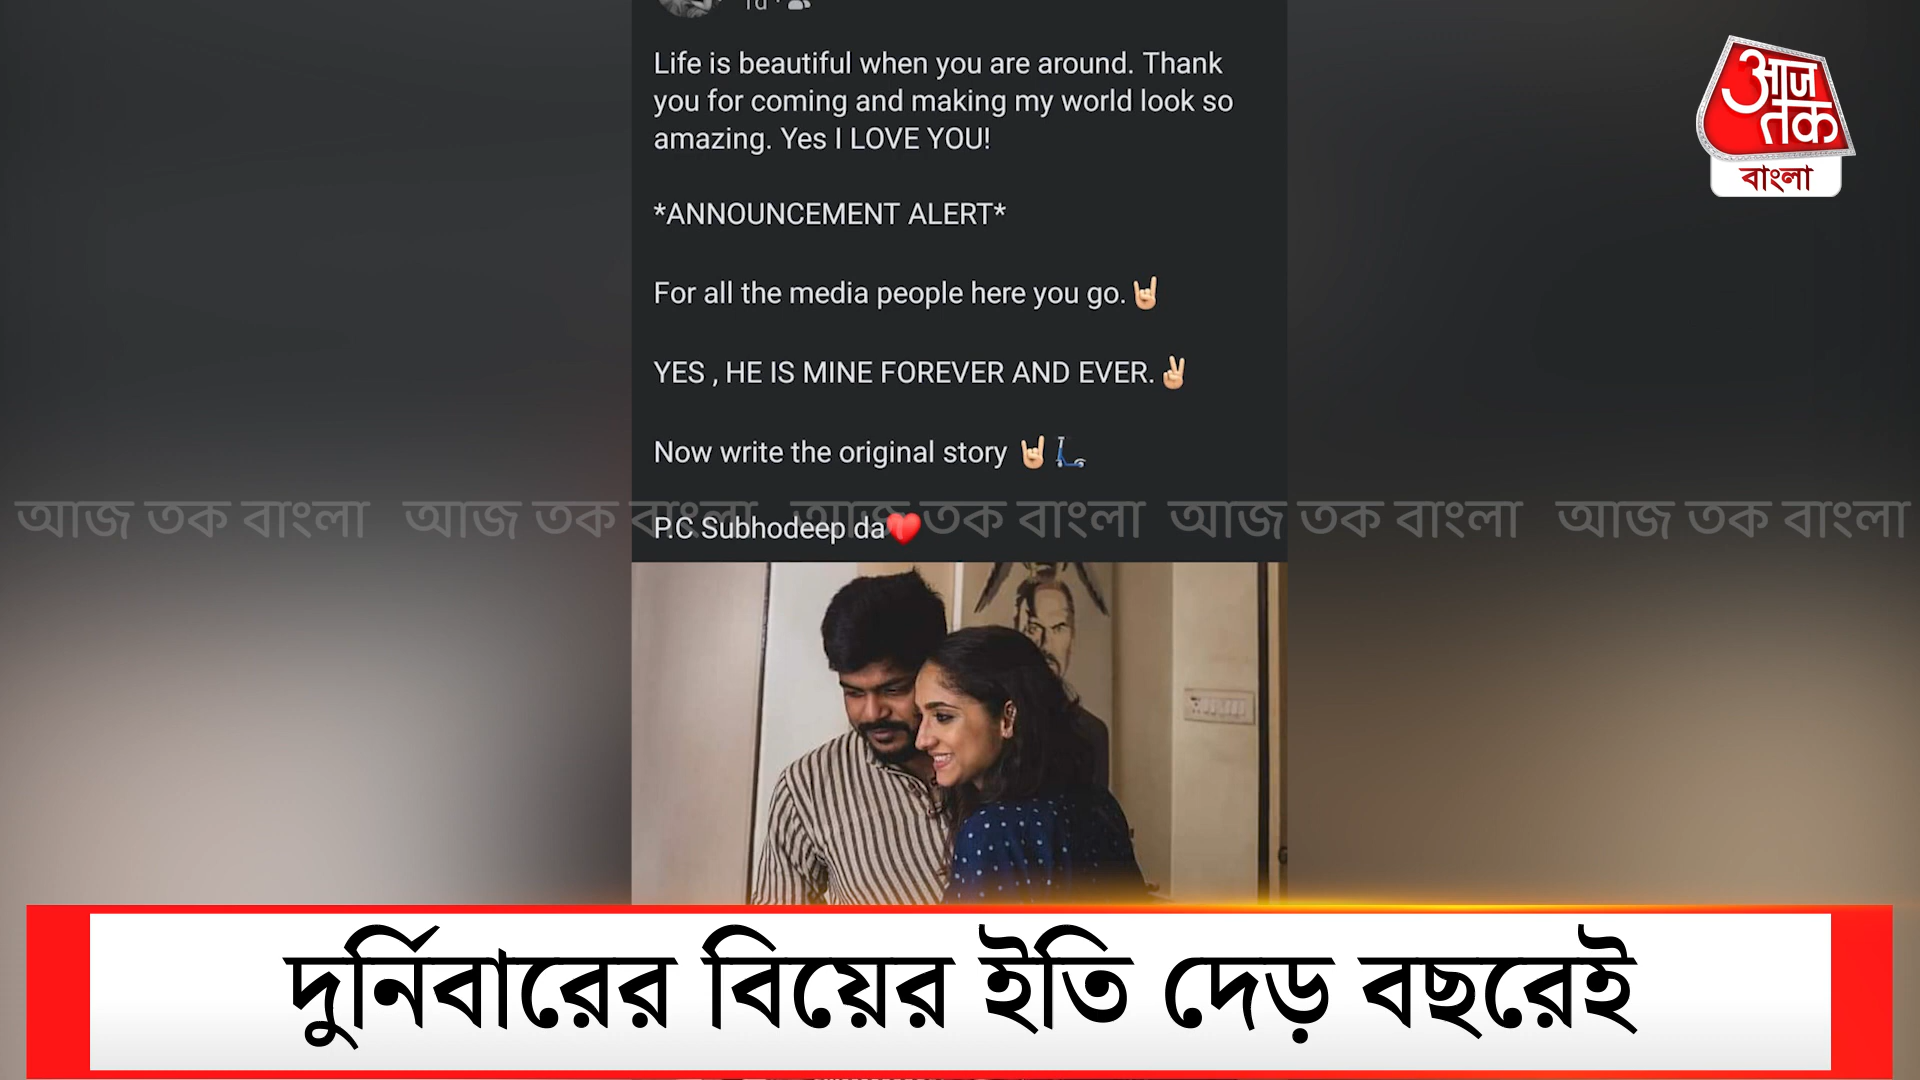 1d
Life is beautiful when you are around. Thank
you for coming and making my world look so
amazing. Yes I LOVE YOU!
*ANNOUNCEMENT ALERT*
For all the media people here you go.🤘🏻
YES , HE IS MINE FOREVER AND EVER.✌🏻
Now write the original story 🤘🏻🛴
P.C Subhodeep da❤️
आज
तक
বাংলা
আজ তক বাংলা আজ তক বাংলা আজ তক বাংলা আজ তক বাংলা আজ তক বাংলা
দুর্নিবারের বিয়ের ইতি দেড় বছরেই